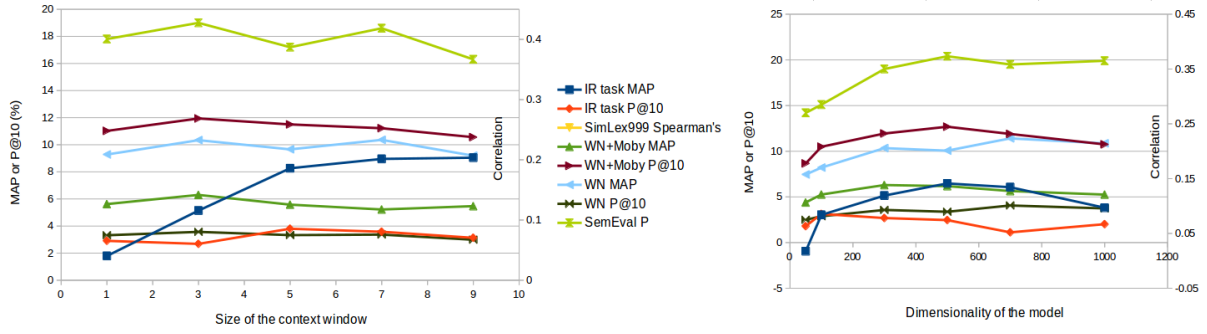 20
18
16
14
12
10
8
6
4
2
0
MAP or P@10 (%)
0 1 2 3 4 5 6 7 8 9 10
Size of the context window
0.4
0.3
0.2
0.1
0
Correlation
IR task MAP
IR task P@10
SimLex999 Spearman's
WN+Moby MAP
WN+Moby P@10
WN MAP
WN P@10
SemEval P
25
20
15
10
5
0
-5
MAP or P@10
0 200 400 600 800 1000 1200
Dimensionality of the model
0.45
0.35
0.25
0.15
0.05
-0.05
Correlation